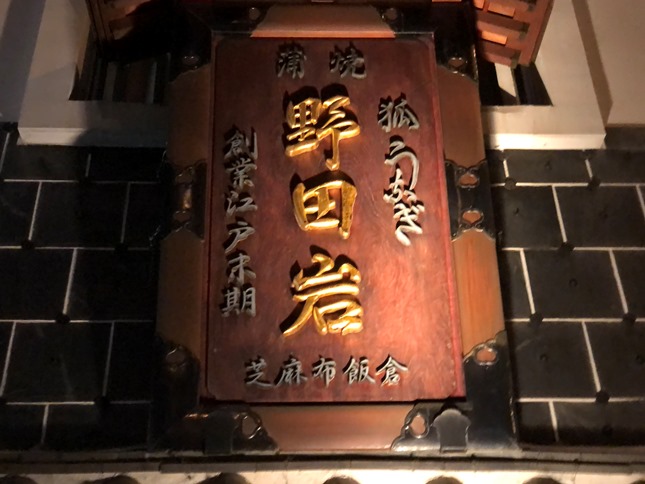 蒲焼
狐うなぎ
野田岩
創業江戸末期
芝麻布飯倉